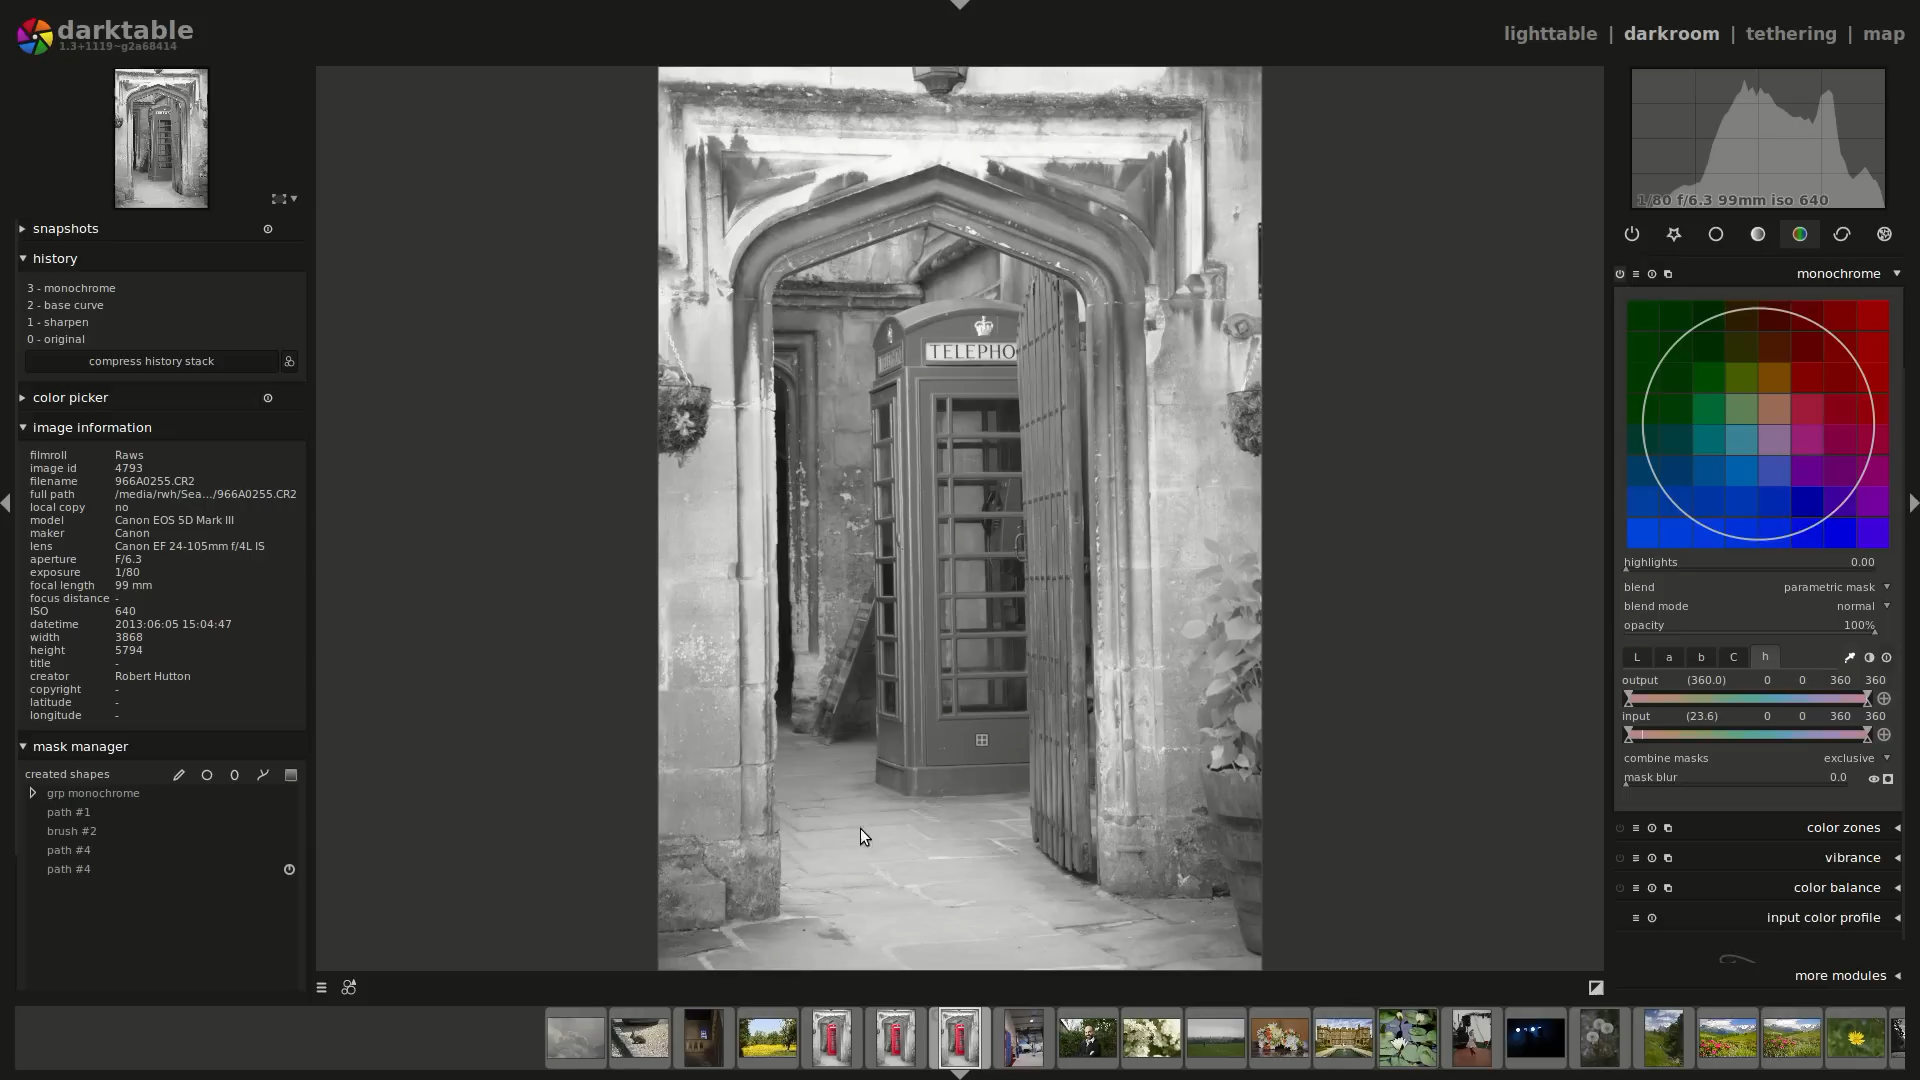 darktable
1.3+1119~g2a68414
lighttable | darkroom | tethering | map
snapshots
history
3 - monochrome
2 - base curve
1 - sharpen
0 - original
compress history stack
color picker
image information
filmroll Raws
image id 4793
filename 966A0255.CR2
full path /media/rwh/Sea.../966A0255.CR2
local copy no
model Canon EOS 5D Mark III
maker Canon
lens Canon EF 24-105mm f/4L IS
aperture F/6.3
exposure 1/80
focal length 99 mm
focus distance -
ISO 640
datetime 2013:06:05 15:04:47
width 3868
height 5794
title -
creator Robert Hutton
copyright -
latitude -
longitude -
mask manager
created shapes
grp monochrome
path #1
brush #2
path #4
path #4
TELEPHO
1/80 f/6.3 99mm iso 640
monochrome
highlights 0.00
blend parametric mask
blend mode normal
opacity 100%
L a b C h
output (360.0) 0 0 360 360
input (23.6) 0 0 360 360
combine masks exclusive
mask blur 0.0
color zones
vibrance
color balance
input color profile
more modules